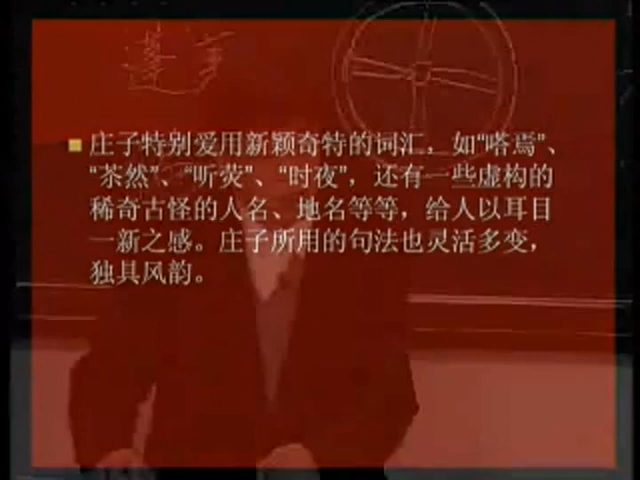 庄子特别爱用新颖奇特的词汇，如“嗒焉”、
“苶然”、“听荧”、“时夜”，还有一些虚构的
稀奇古怪的人名、地名等等，给人以耳目
一新之感。庄子所用的句法也灵活多变，
独具风韵。